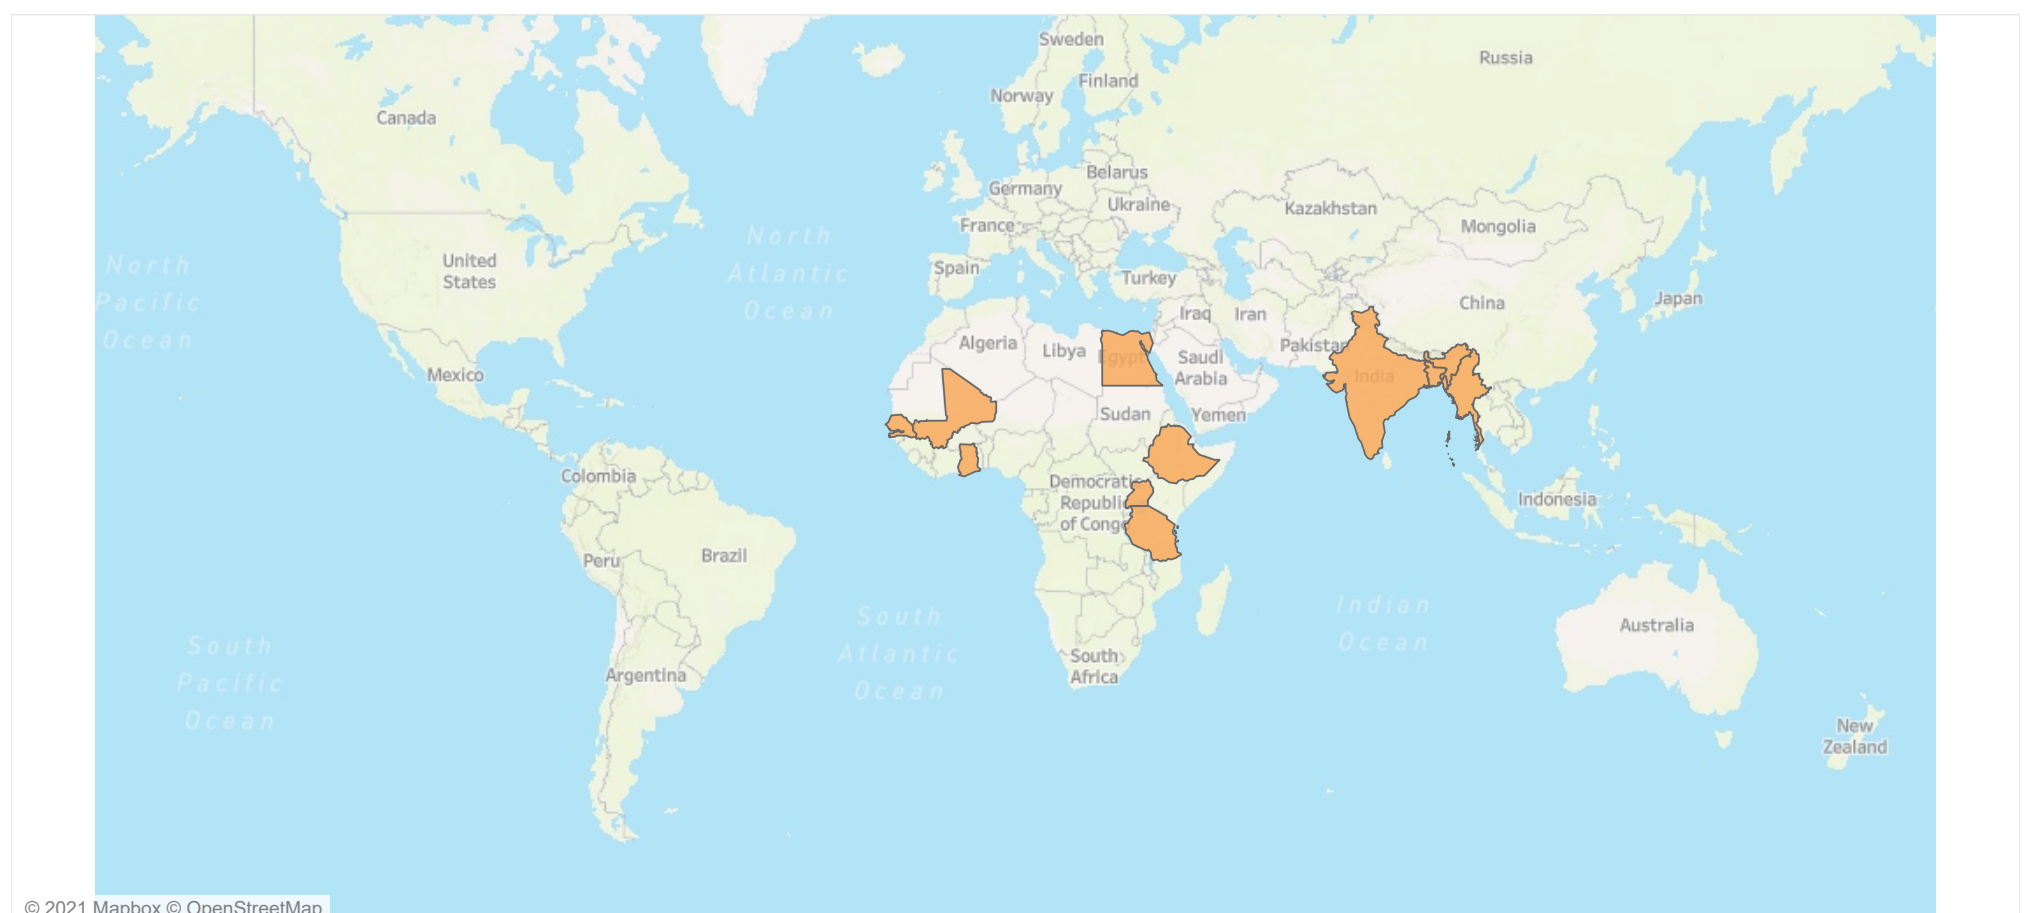 Sweden
Russia
Finland
Norway
Canada
Belarus
Germany
Ukraine
Kazakhstan
France
Mongolia
North
Atlantic
Ocean
North
Pacific
Ocean
United
States
Spain
Turkey
China
Japan
Iraq
Iran
Algeria
Libya
Egypt
Saudi
Arabia
Pakistan
India
Mexico
Sudan
Yemen
Colombia
Democratic
Republic
of Congo
Indonesia
Peru
Brazil
South
Atlantic
Ocean
Indian
Ocean
Australia
South
Pacific
Ocean
South
Africa
Argentina
New
Zealand
© 2021 Mapbox © OpenStreetMap